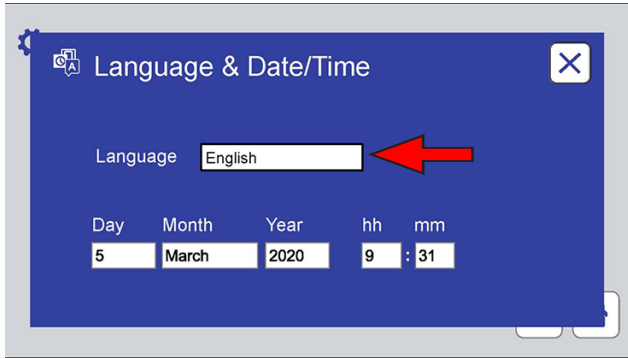 Language & Date/Time
Language English
Day Month Year hh mm
5 March 2020 9 : 31